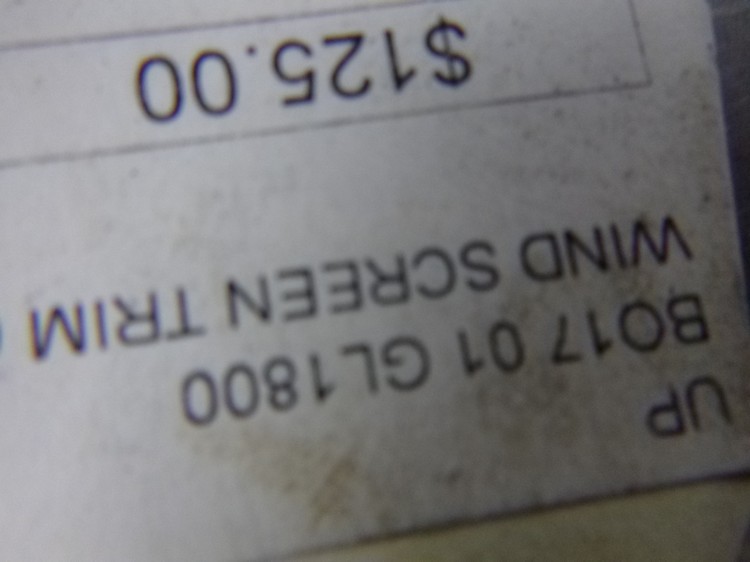 UP
BO17 01 GL1800
WIND SCREEN TRIM
$125.00